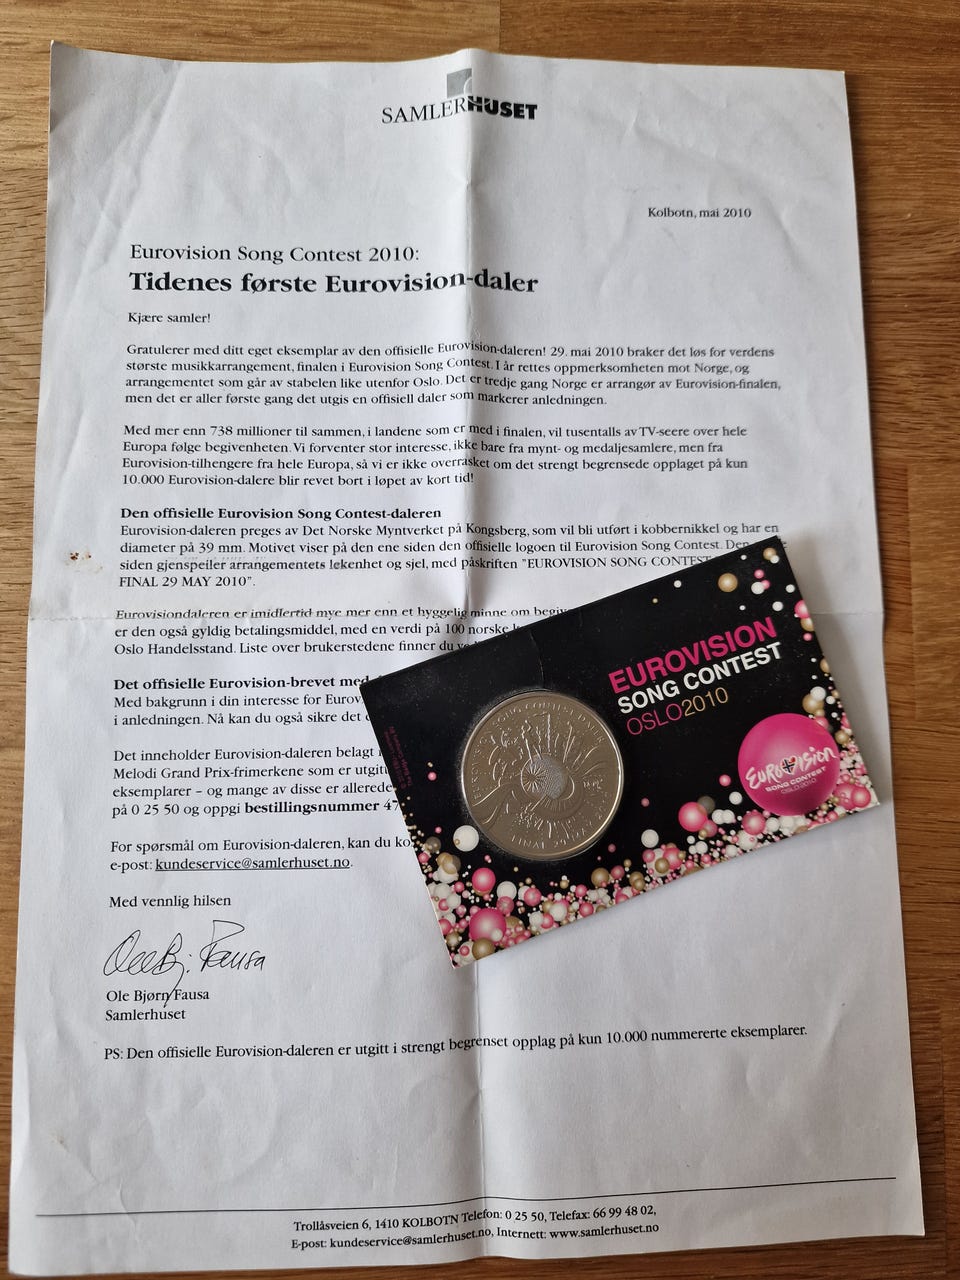 SAMLERHUSET
Kolbotn, mai 2010
Eurovision Song Contest 2010:
Tidenes første Eurovision-daler
Kjære samler!
Gratulerer med ditt eget eksemplar av den offisielle Eurovision-daleren! 29. mai 2010 braker det løs for verdens
største musikkarrangement, finalen i Eurovision Song Contest. I år rettes oppmerksomheten mot Norge, og
arrangementet som går av stabelen like utenfor Oslo. Det er tredje gang Norge er arrangør av Eurovision-finalen,
men det er aller første gang det utgis en offisiell daler som markerer anledningen.
Med mer enn 738 millioner til sammen, i landene som er med i finalen, vil tusentalls av TV-seere over hele
Europa følge begivenheten. Vi forventer stor interesse, ikke bare fra mynt- og medaljesamlere, men fra
Eurovision-tilhengere fra hele Europa, så vi er ikke overrasket om det strengt begrensede opplaget på kun
10.000 Eurovision-dalere blir revet bort i løpet av kort tid!
Den offisielle Eurovision Song Contest-daleren
Eurovision-daleren preges av Det Norske Myntverket på Kongsberg, som vil bli utført i kobbernikkel og har en
diameter på 39 mm. Motivet viser på den ene siden den offisielle logoen til Eurovision Song Contest. Den
siden gjenspeiler arrangementets lekenhet og sjel, med påskriften "EUROVISION SONG CONTEST
FINAL 29 MAY 2010".
Eurovisiondaleren er imidlertid mye mer enn et hyggelig minne om
er den også gyldig betalingsmiddel, med en verdi på 100 norske
Oslo Handelsstand. Liste over brukerstedene finner du
Det offisielle Eurovision-brevet med
Med bakgrunn i din interesse for
i anledningen. Nå kan du også sikre det
Det inneholder Eurovision-daleren belagt
Melodi Grand Prix-frimerkene som er
eksemplarer – og mange av disse er allerede
på 0 25 50 og oppgi bestillingsnummer
For spørsmål om Eurovision-daleren, kan du
e-post: kundeservice@samlerhuset.no.
Med vennlig hilsen
Ole Bj. Fausa
Ole Bjørn Fausa
Samlerhuset
PS: Den offisielle Eurovision-daleren er utgitt i strengt begrenset opplag på kun 10.000 nummererte eksemplarer.
Trollåsveien 6, 1410 KOLBOTN Telefon: 0 25 50, Telefax: 66 99 48 02,
E-post: kundeservice@samlerhuset.no, Internett: www.samlerhuset.no
EUROVISION
SONG CONTEST
OSLO2010
EUROVISION
SONG CONTEST
OSLO 2010
SONG CONTEST
FINAL